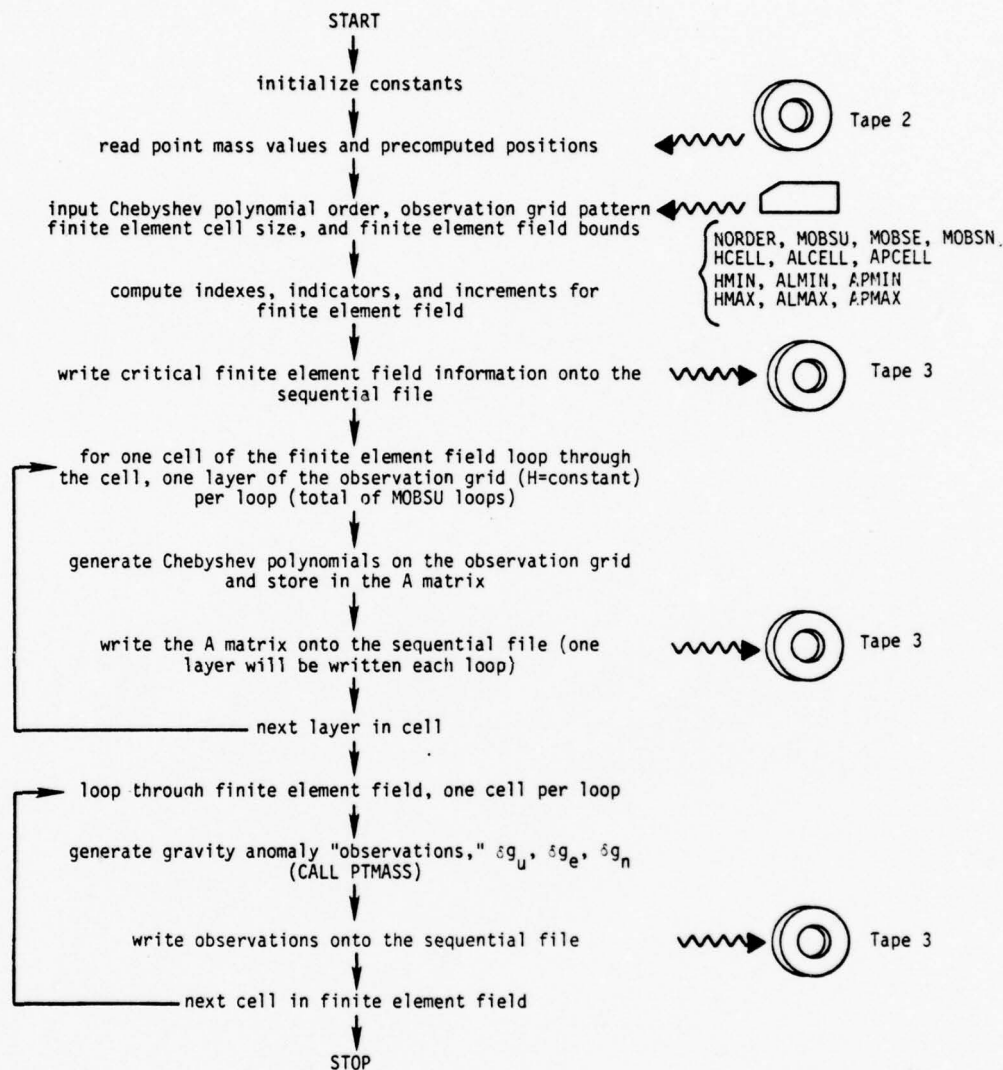 START
initialize constants
Tape 2
read point mass values and precomputed positions
input Chebyshev polynomial order, observation grid pattern
finite element cell size, and finite element field bounds
NORDER, MOBSU, MOBSE, MOBSN
HCELL, ALCELL, APCELL
HMIN, ALMIN, APMIN
HMAX, ALMAX, APMAX
compute indexes, indicators, and increments for
finite element field
write critical finite element field information onto the
sequential file
Tape 3
for one cell of the finite element field loop through
the cell, one layer of the observation grid (H=constant)
per loop (total of MOBSU loops)
generate Chebyshev polynomials on the observation grid
and store in the A matrix
write the A matrix onto the sequential file (one
layer will be written each loop)
Tape 3
next layer in cell
loop through finite element field, one cell per loop
generate gravity anomaly "observations," δg_u, δg_e, δg_n
(CALL PTMASS)
write observations onto the sequential file
Tape 3
next cell in finite element field
STOP